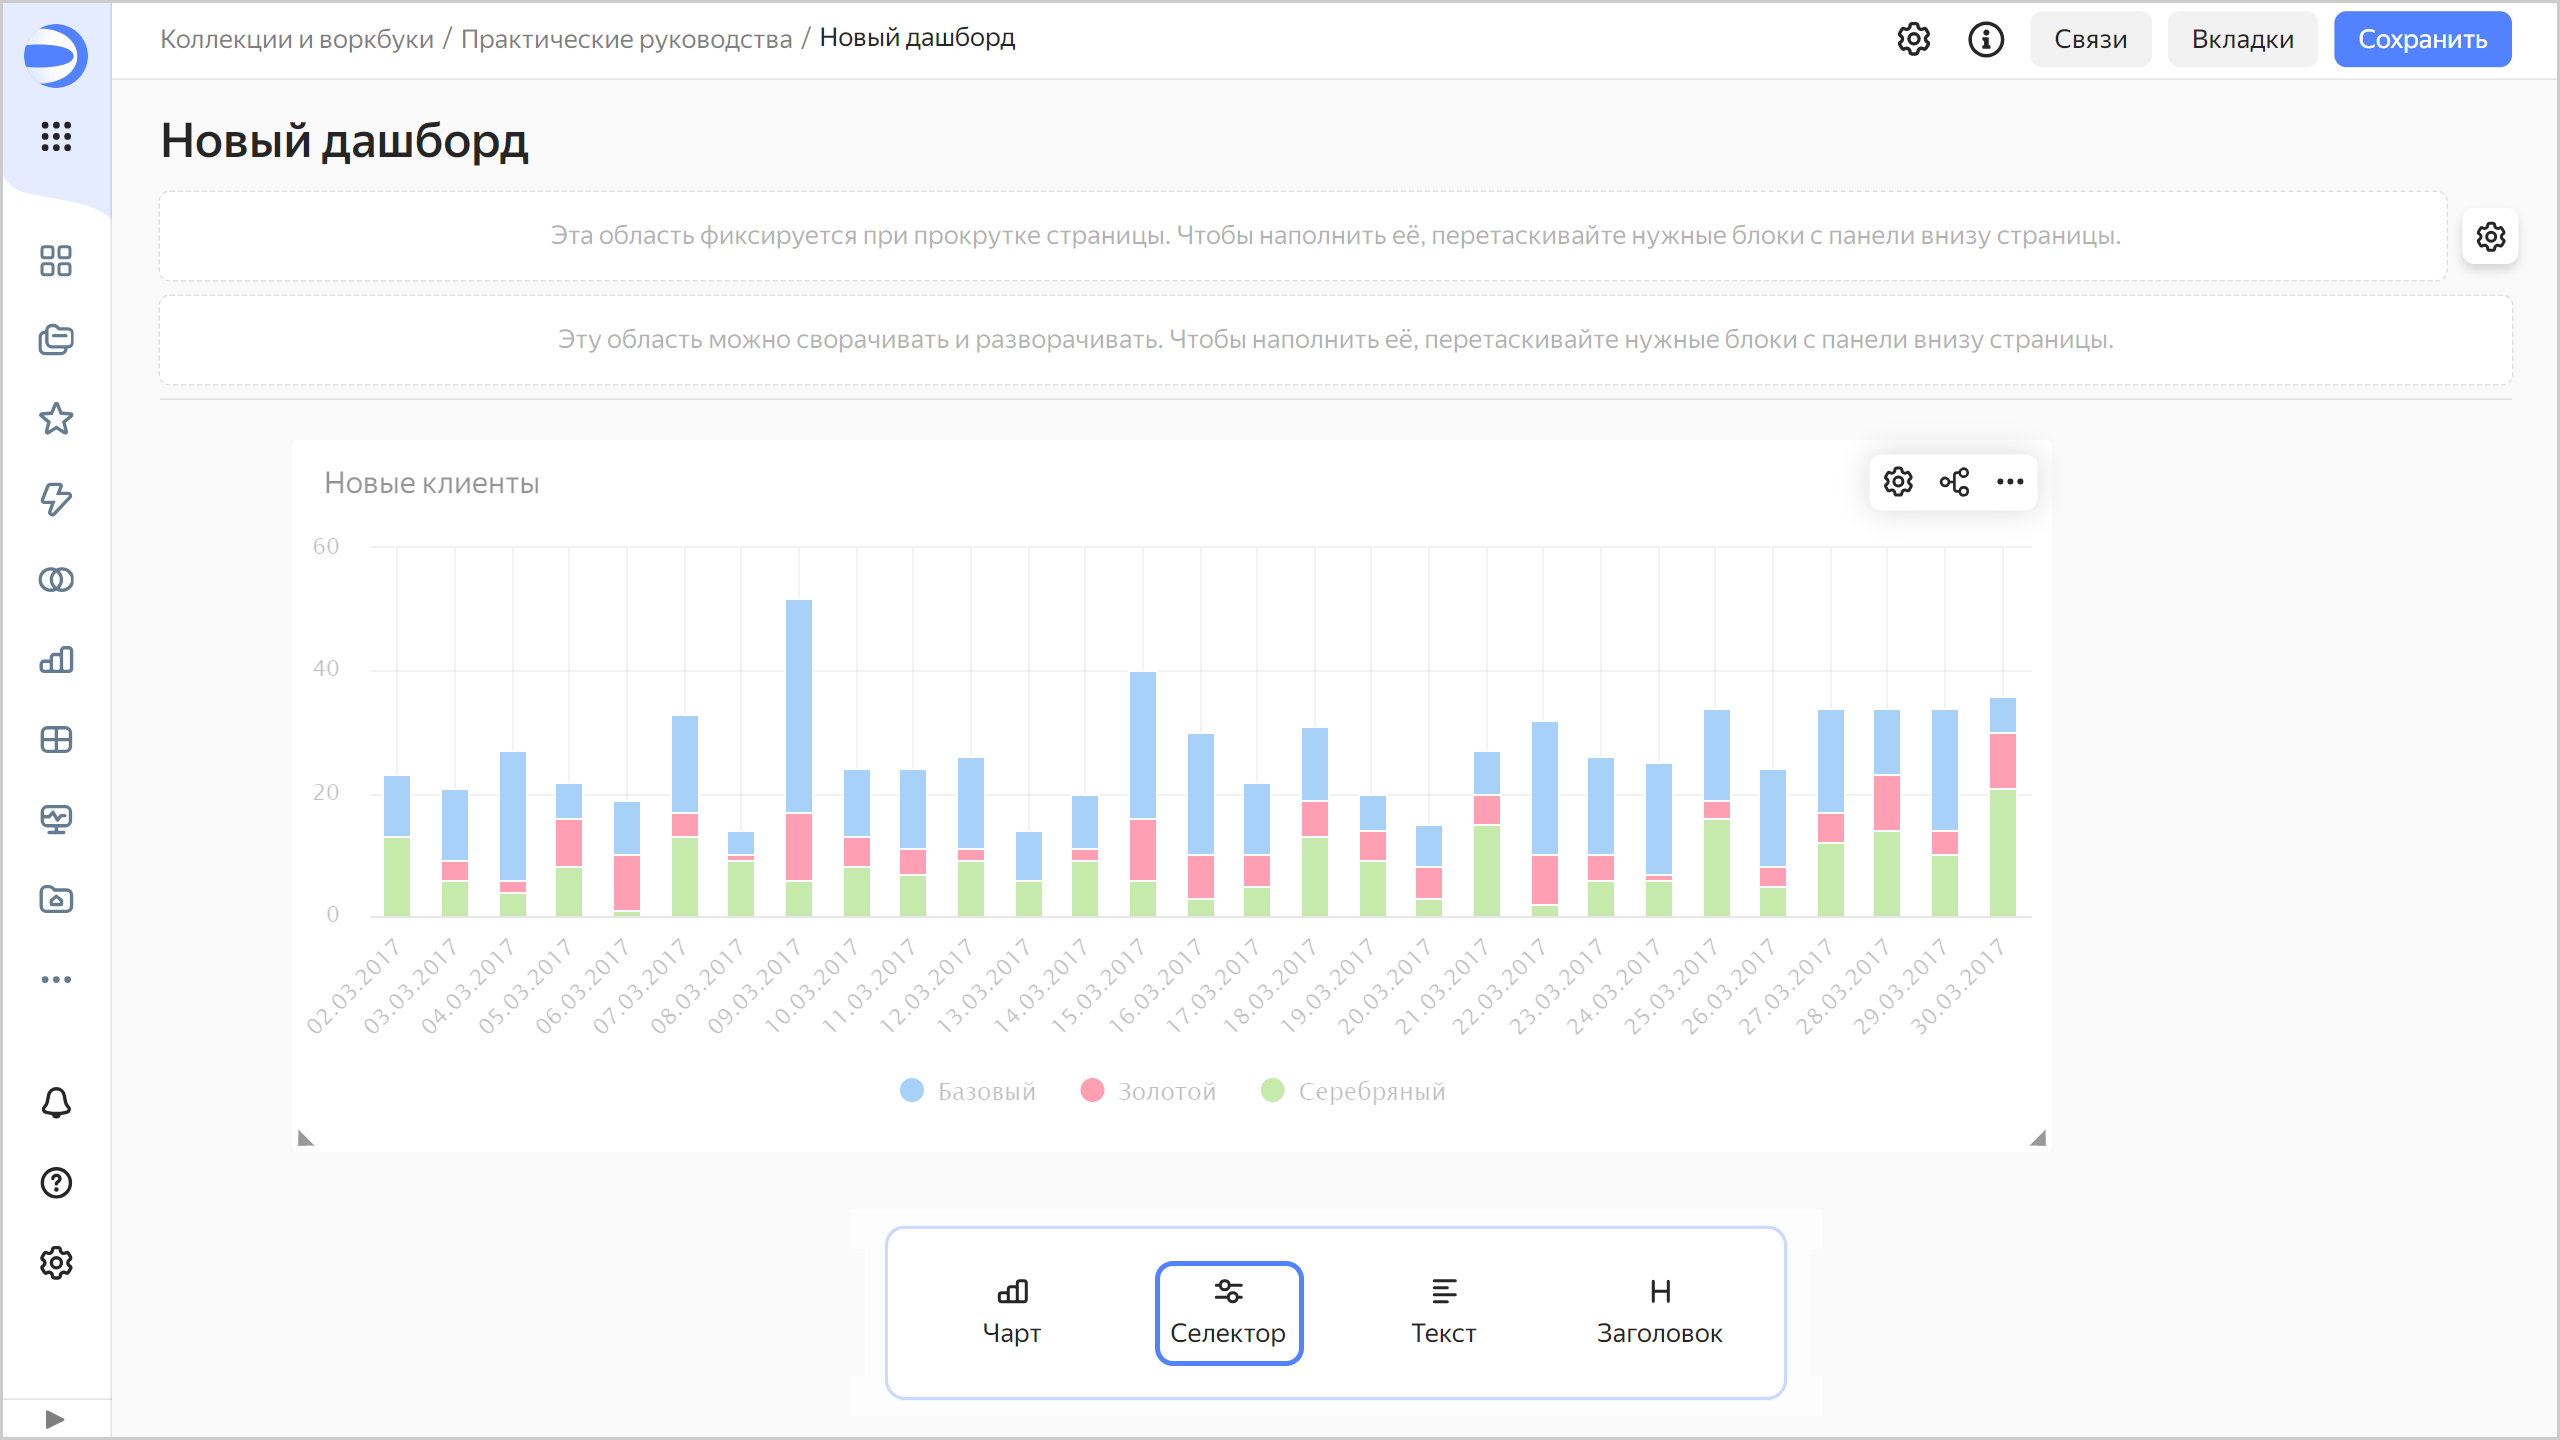 Коллекции и воркбуки / Практические руководства / Новый дашборд
Связи
Вкладки
Сохранить
Новый дашборд
Эта область фиксируется при прокрутке страницы. Чтобы наполнить её, перетаскивайте нужные блоки с панели внизу страницы.
Эту область можно сворачивать и разворачивать. Чтобы наполнить её, перетаскивайте нужные блоки с панели внизу страницы.
Новые клиенты
60
40
20
0
02.03.2017
03.03.2017
04.03.2017
05.03.2017
06.03.2017
07.03.2017
08.03.2017
09.03.2017
10.03.2017
11.03.2017
12.03.2017
13.03.2017
14.03.2017
15.03.2017
16.03.2017
17.03.2017
18.03.2017
19.03.2017
20.03.2017
21.03.2017
22.03.2017
23.03.2017
24.03.2017
25.03.2017
26.03.2017
27.03.2017
28.03.2017
29.03.2017
30.03.2017
Базовый
Золотой
Серебряный
Чарт
Селектор
Текст
Заголовок